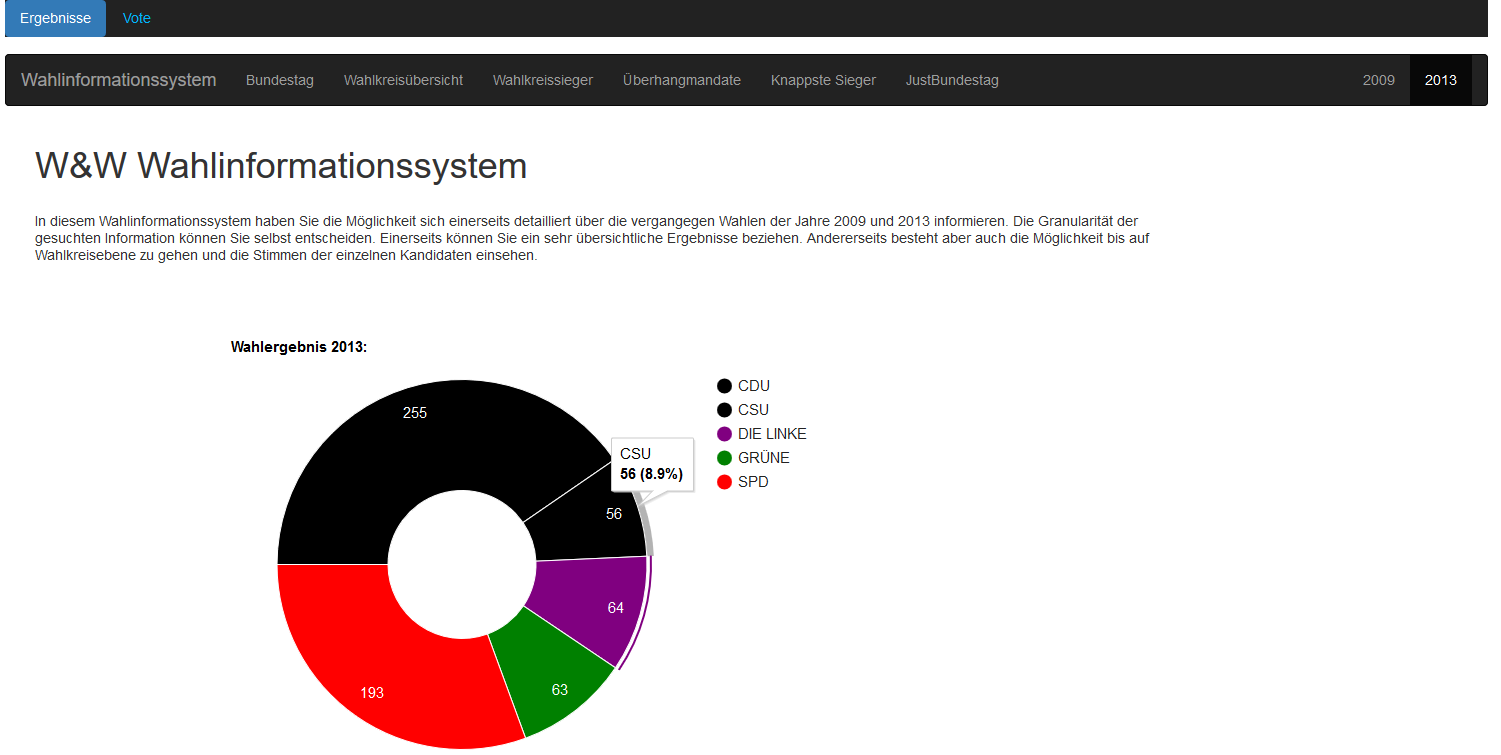 Ergebnisse Vote
Wahlinformationssystem Bundestag Wahlkreisübersicht Wahlkreissieger Überhangmandate Knappste Sieger JustBundestag 2009 2013
W&W Wahlinformationssystem
In diesem Wahlinformationssystem haben Sie die Möglichkeit sich einerseits detailliert über die vergangegen Wahlen der Jahre 2009 und 2013 informieren. Die Granularität der
gesuchten Information können Sie selbst entscheiden. Einerseits können Sie ein sehr übersichtliche Ergebnisse beziehen. Andererseits besteht aber auch die Möglichkeit bis auf
Wahlkreisebene zu gehen und die Stimmen der einzelnen Kandidaten einsehen.
Wahlergebnis 2013:
255
CSU
56 (8.9%)
56
64
63
193
CDU
CSU
DIE LINKE
GRÜNE
SPD